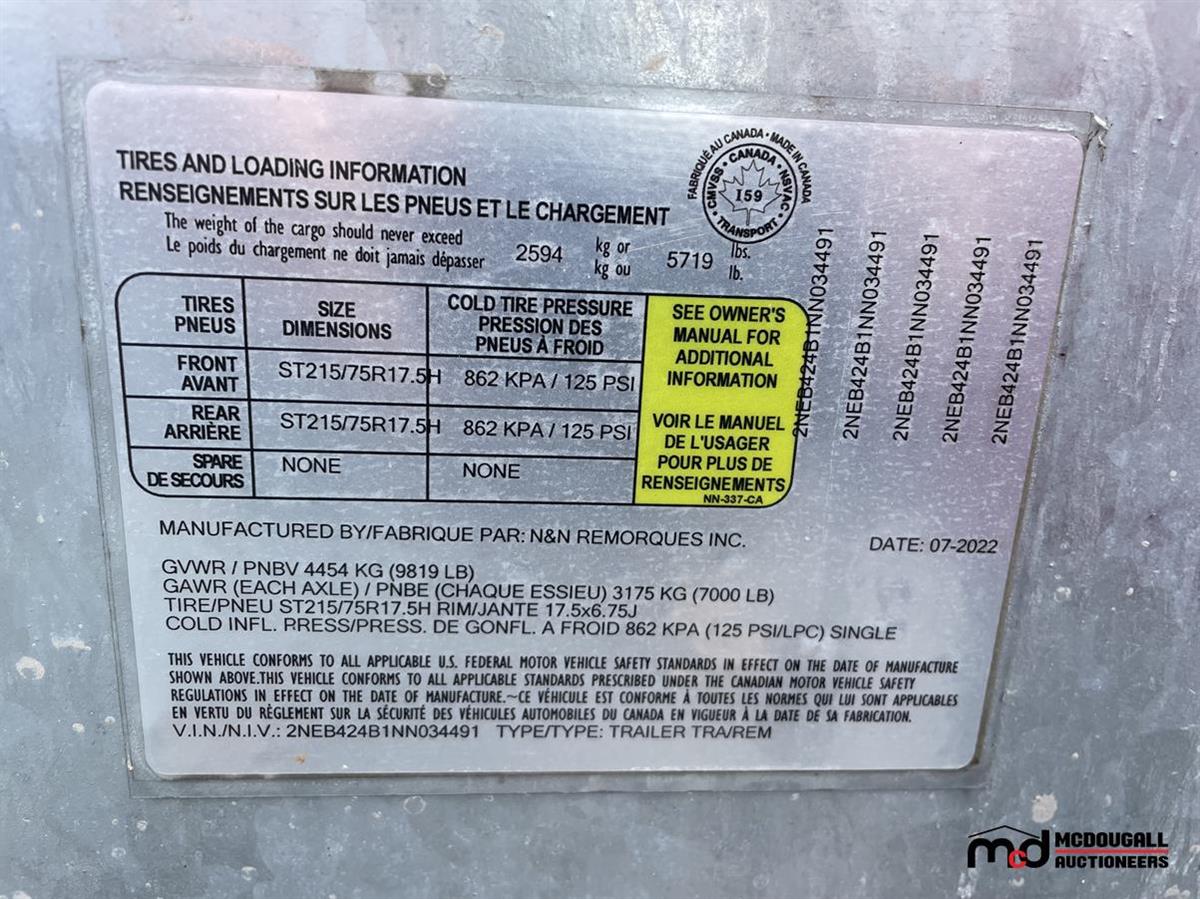 TIRES AND LOADING INFORMATION
RENSEIGNEMENTS SUR LES PNEUS ET LE CHARGEMENT
FABRIQUÉ AU CANADA • MADE IN CANADA
CMVSS • CANADA • NSVAC • TRANSPORT •
159
The weight of the cargo should never exceed
Le poids du chargement ne doit jamais dépasser
2594
kg or
kg ou
5719
lbs.
lb.
TIRES
PNEUS
SIZE
DIMENSIONS
COLD TIRE PRESSURE
PRESSION DES
PNEUS À FROID
FRONT
AVANT
ST215/75R17.5H
862 KPA / 125 PSI
REAR
ARRIÈRE
ST215/75R17.5H
862 KPA / 125 PSI
SPARE
DE SECOURS
NONE
NONE
SEE OWNER'S
MANUAL FOR
ADDITIONAL
INFORMATION
VOIR LE MANUEL
DE L'USAGER
POUR PLUS DE
RENSEIGNEMENTS
NN-337-CA
2NEB424B1NN034491
2NEB424B1NN034491
2NEB424B1NN034491
2NEB424B1NN034491
2NEB424B1NN034491
MANUFACTURED BY/FABRIQUE PAR: N&N REMORQUES INC.
DATE: 07-2022
GVWR / PNBV 4454 KG (9819 LB)
GAWR (EACH AXLE) / PNBE (CHAQUE ESSIEU) 3175 KG (7000 LB)
TIRE/PNEU ST215/75R17.5H RIM/JANTE 17.5x6.75J
COLD INFL. PRESS/PRESS. DE GONFL. A FROID 862 KPA (125 PSI/LPC) SINGLE
THIS VEHICLE CONFORMS TO ALL APPLICABLE U.S. FEDERAL MOTOR VEHICLE SAFETY STANDARDS IN EFFECT ON THE DATE OF MANUFACTURE
SHOWN ABOVE.THIS VEHICLE CONFORMS TO ALL APPLICABLE STANDARDS PRESCRIBED UNDER THE CANADIAN MOTOR VEHICLE SAFETY
REGULATIONS IN EFFECT ON THE DATE OF MANUFACTURE.~CE VÉHICULE EST CONFORME À TOUTES LES NORMES QUI LUI SONT APPLICABLES
EN VERTU DU RÈGLEMENT SUR LA SÉCURITÉ DES VÉHICULES AUTOMOBILES DU CANADA EN VIGUEUR À LA DATE DE SA FABRICATION.
V.I.N./N.I.V.: 2NEB424B1NN034491 TYPE/TYPE: TRAILER TRA/REM
mcd
MCDOUGALL
AUCTIONEERS